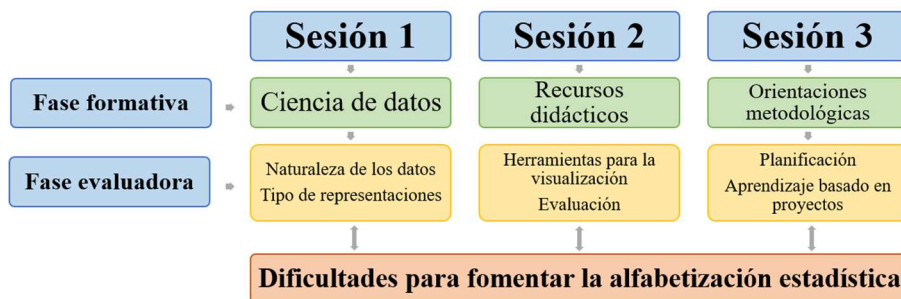 Sesión 1
Sesión 2
Sesión 3
Fase formativa
Ciencia de datos
Recursos
didácticos
Orientaciones
metodológicas
Fase evaluadora
Naturaleza de los datos
Tipo de representaciones
Herramientas para la
visualización
Evaluación
Planificación
Aprendizaje basado en
proyectos
Dificultades para fomentar la alfabetización estadística